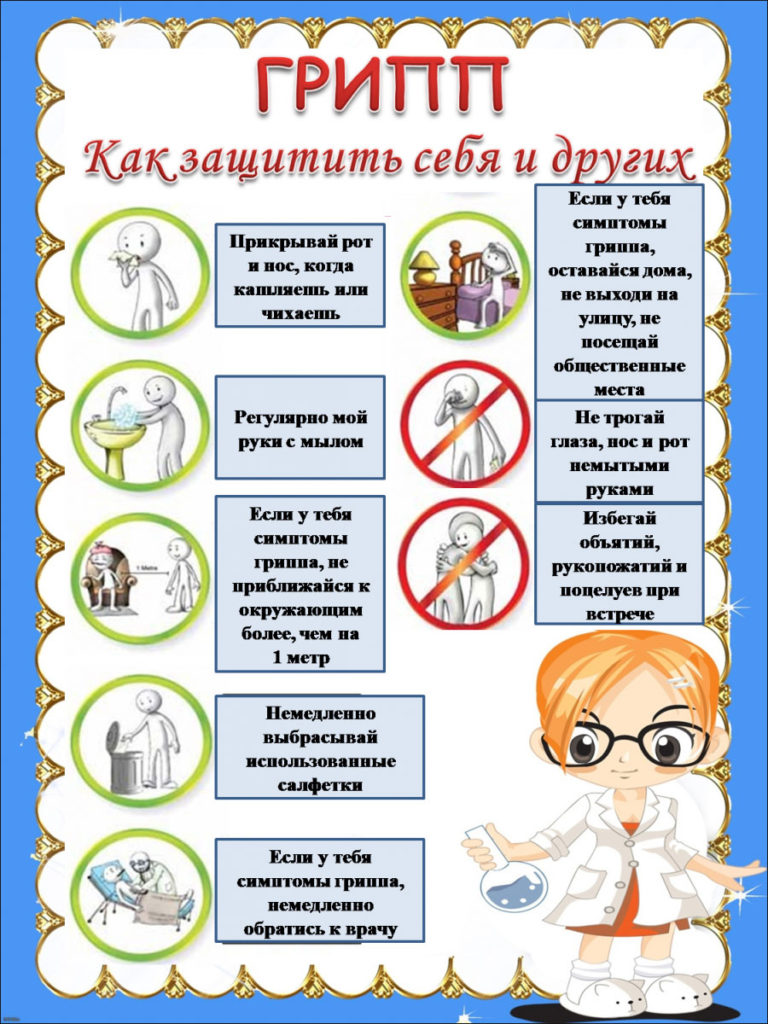 ГРИПП
Как защитить себя и других
Прикрывай рот
и нос, когда
кашляешь или
чихаешь
Регулярно мой
руки с мылом
1 Метр
Если у тебя
симптомы
гриппа, не
приближайся к
окружающим
более, чем на
1 метр
Немедленно
выбрасывай
использованные
салфетки
Если у тебя
симптомы гриппа,
немедленно
обратись к врачу
Если у тебя
симптомы
гриппа,
оставайся дома,
не выходи на
улицу, не
посещай
общественные
места
Не трогай
глаза, нос и рот
немытыми
руками
Избегай
объятий,
рукопожатий и
поцелуев при
встрече